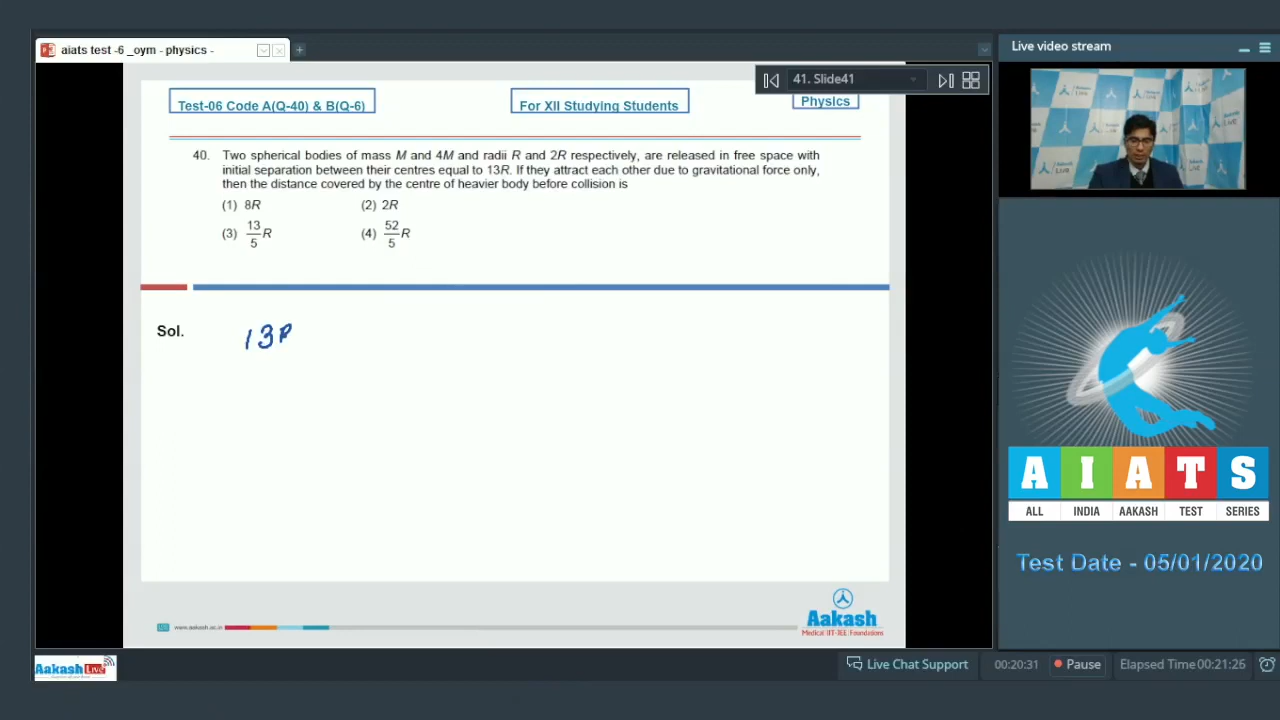 aiats test -6 _oym - physics -
Live video stream
41. Slide41
Test-06 Code A(Q-40) & B(Q-6)
For XII Studying Students
Physics
40. Two spherical bodies of mass M and 4M and radii R and 2R respectively, are released in free space with
initial separation between their centres equal to 13R. If they attract each other due to gravitational force only,
then the distance covered by the centre of heavier body before collision is
(1) 8R (2) 2R
(3) 13/5 R (4) 52/5 R
Sol. 13R
A I A T S
ALL INDIA AAKASH TEST SERIES
Test Date - 05/01/2020
www.aakash.ac.in
Aakash
Medical | IIT-JEE | Foundations
Aakash Live
Live Chat Support
00:20:31
Pause
Elapsed Time 00:21:26